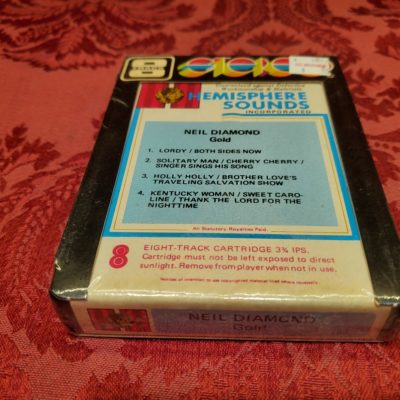 8
TRACK
STEREO
HEMISPHERE
SOUNDS
INCORPORATED
NEIL DIAMOND
Gold
1. LORDY / BOTH SIDES NOW
2. SOLITARY MAN / CHERRY CHERRY /
SINGER SINGS HIS SONG
3. HOLLY HOLLY / BROTHER LOVE'S
TRAVELING SALVATION SHOW
4. KENTUCKY WOMAN / SWEET CARO-
LINE / THANK THE LORD FOR THE
NIGHTTIME
All Statutory Royalties Paid.
8 EIGHT-TRACK CARTRIDGE 3¾ IPS.
Cartridge must not be left exposed to direct
sunlight. Remove from player when not in use.
NEIL DIAMOND
Gold